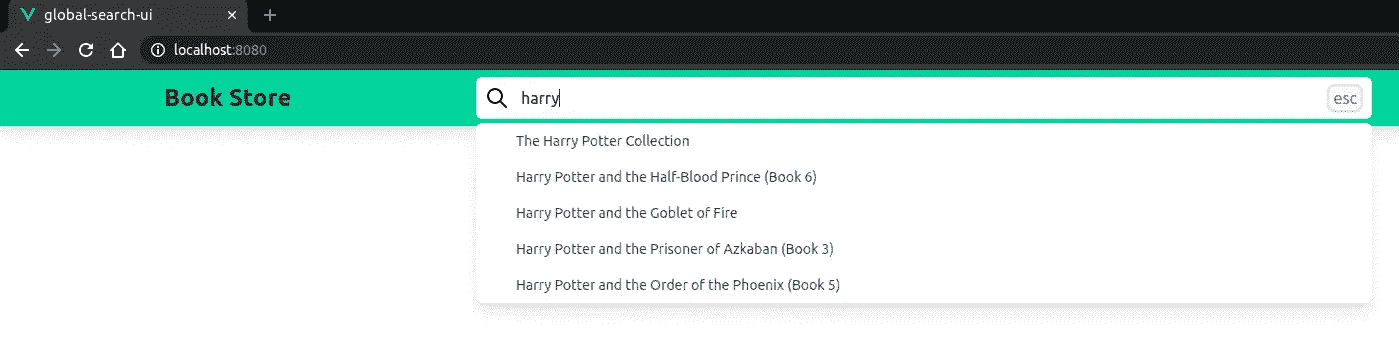 global-search-ui
localhost:8080
Book Store
harry
esc
The Harry Potter Collection
Harry Potter and the Half-Blood Prince (Book 6)
Harry Potter and the Goblet of Fire
Harry Potter and the Prisoner of Azkaban (Book 3)
Harry Potter and the Order of the Phoenix (Book 5)